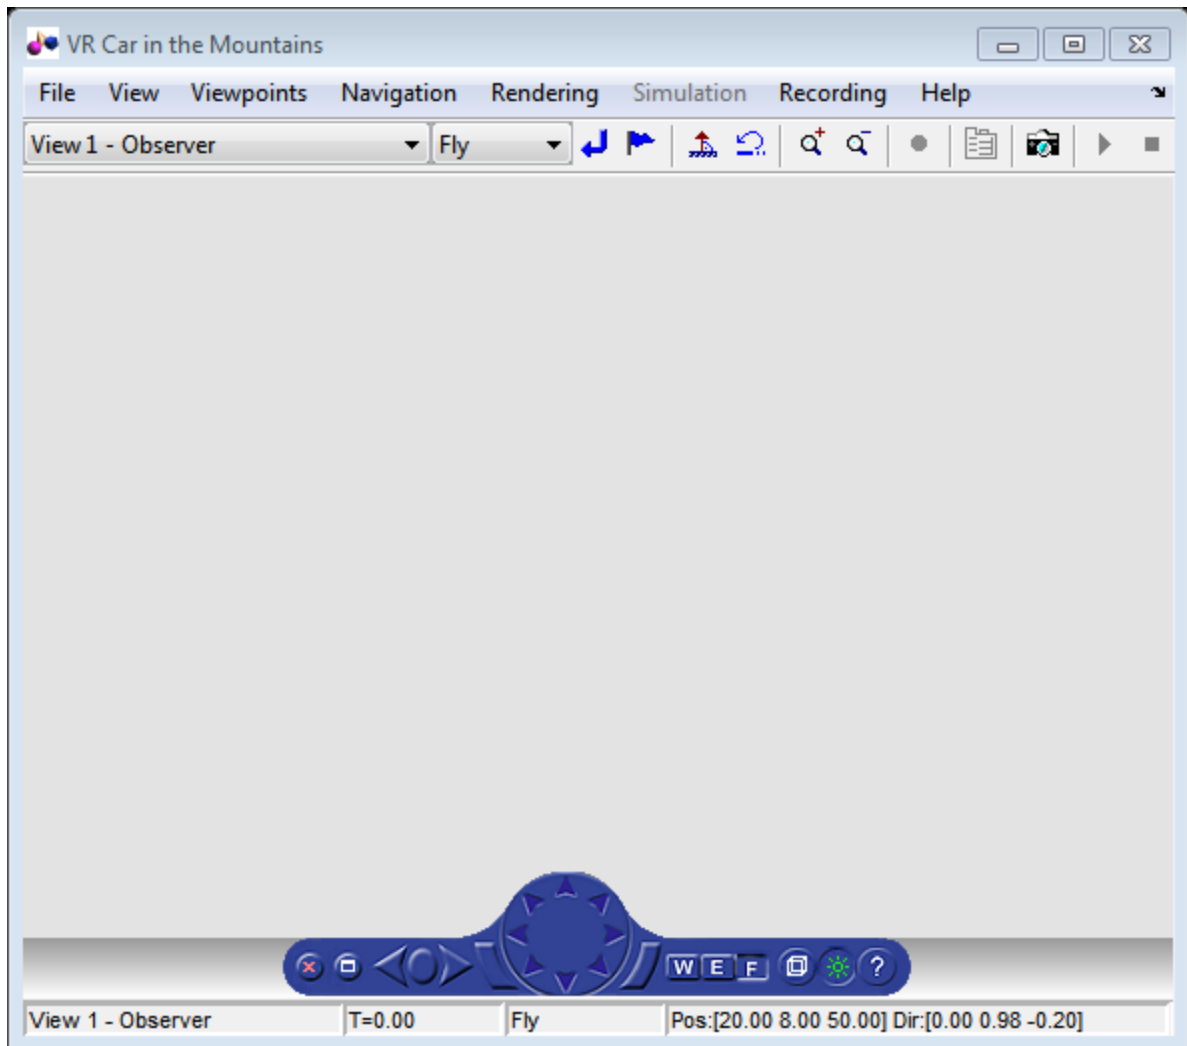 VR Car in the Mountains
File View Viewpoints Navigation Rendering Simulation Recording Help
View 1 - Observer Fly
W E F ?
View 1 - Observer T=0.00 Fly Pos:[20.00 8.00 50.00] Dir:[0.00 0.98 -0.20]